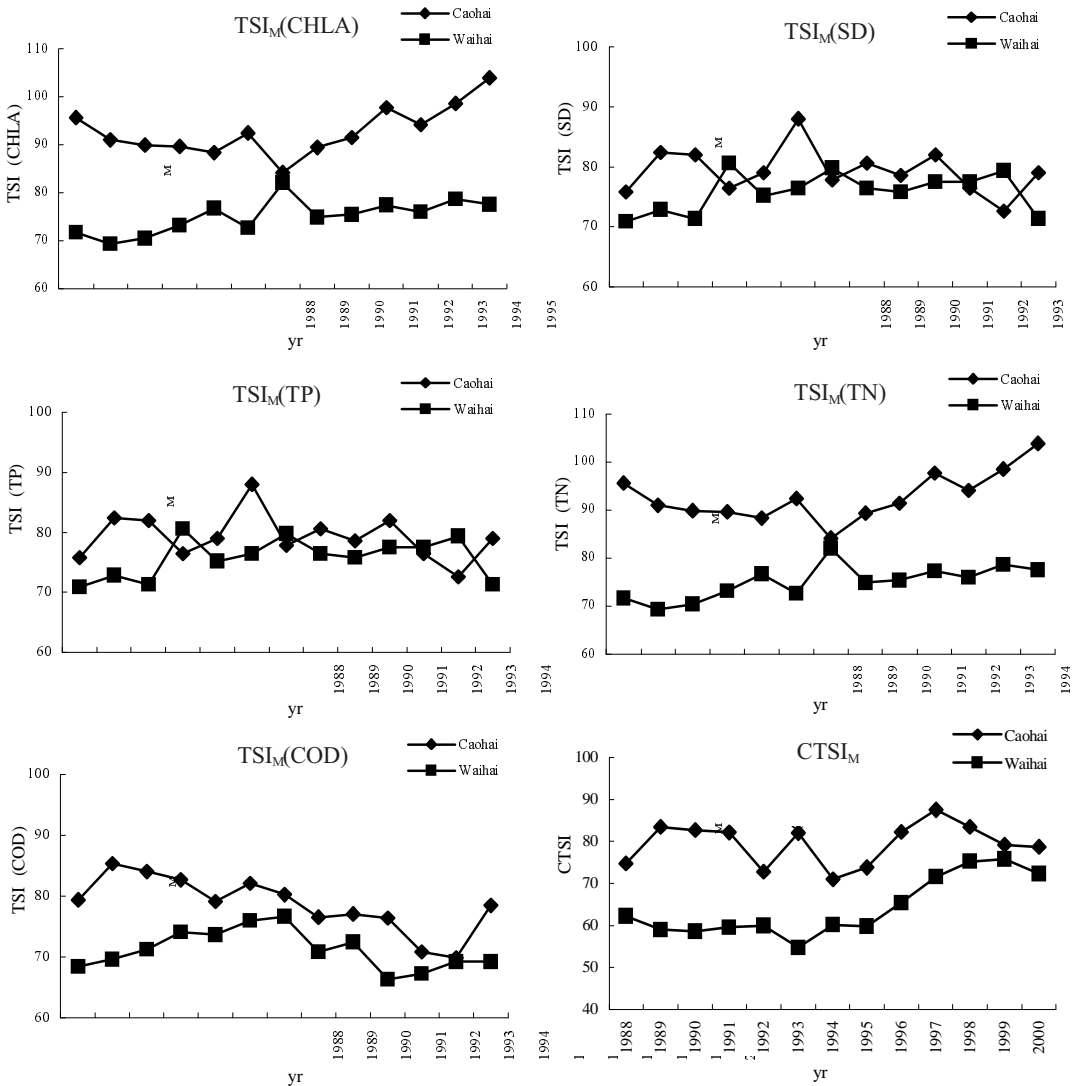 TSIM(CHLA)
Caohai
Waihai
110
100
90
80
70
60
TSI (CHLA)
M
1988
1989
1990
1991
1992
1993
1994
1995
yr
TSIM(SD)
Caohai
Waihai
100
90
80
70
60
TSI (SD)
M
1988
1989
1990
1991
1992
1993
yr
TSIM(TP)
Caohai
Waihai
100
90
80
70
60
TSI (TP)
M
1988
1989
1990
1991
1992
1993
1994
yr
TSIM(TN)
Caohai
Waihai
110
100
90
80
70
60
TSI (TN)
M
1988
1989
1990
1991
1992
1993
1994
yr
TSIM(COD)
Caohai
Waihai
100
90
80
70
60
TSI (COD)
M
1988
1989
1990
1991
1992
1993
1994
yr
CTSIM
Caohai
Waihai
100
90
80
70
60
50
40
CTSI
M
1988
1989
1990
1991
1992
1993
1994
1995
1996
1997
1998
1999
2000
yr